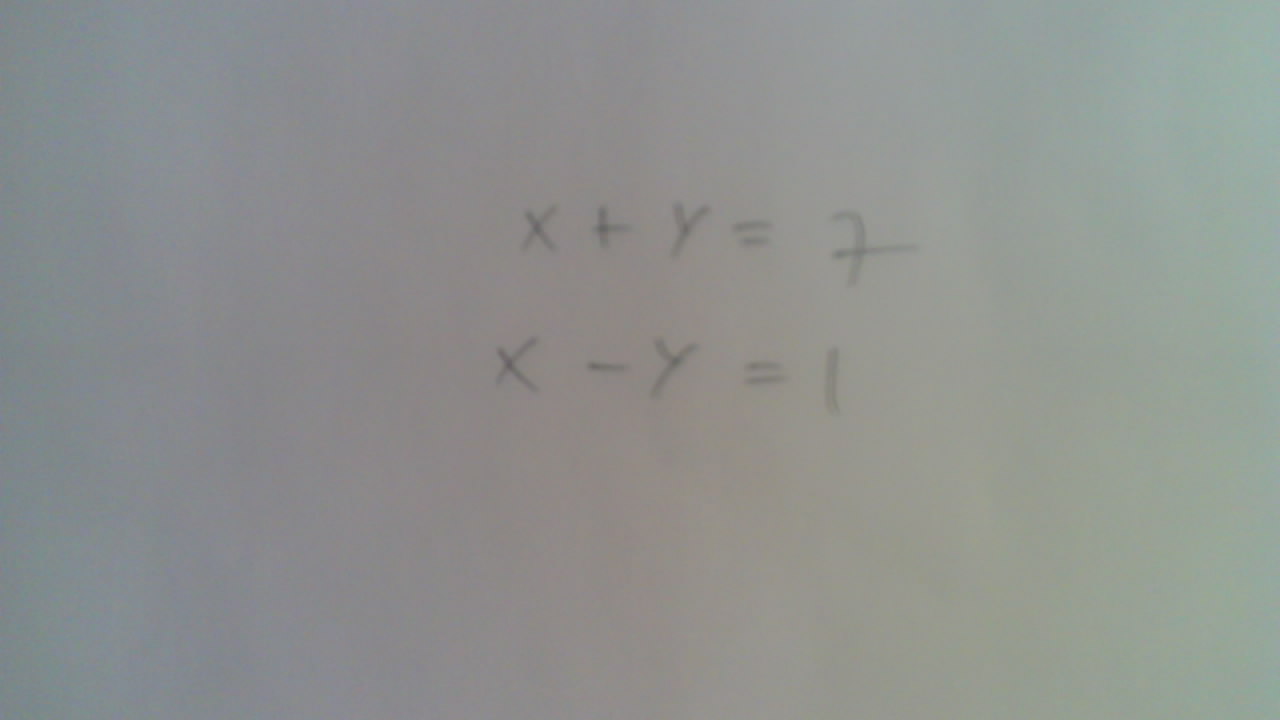 x + y = 7
x - y = 1